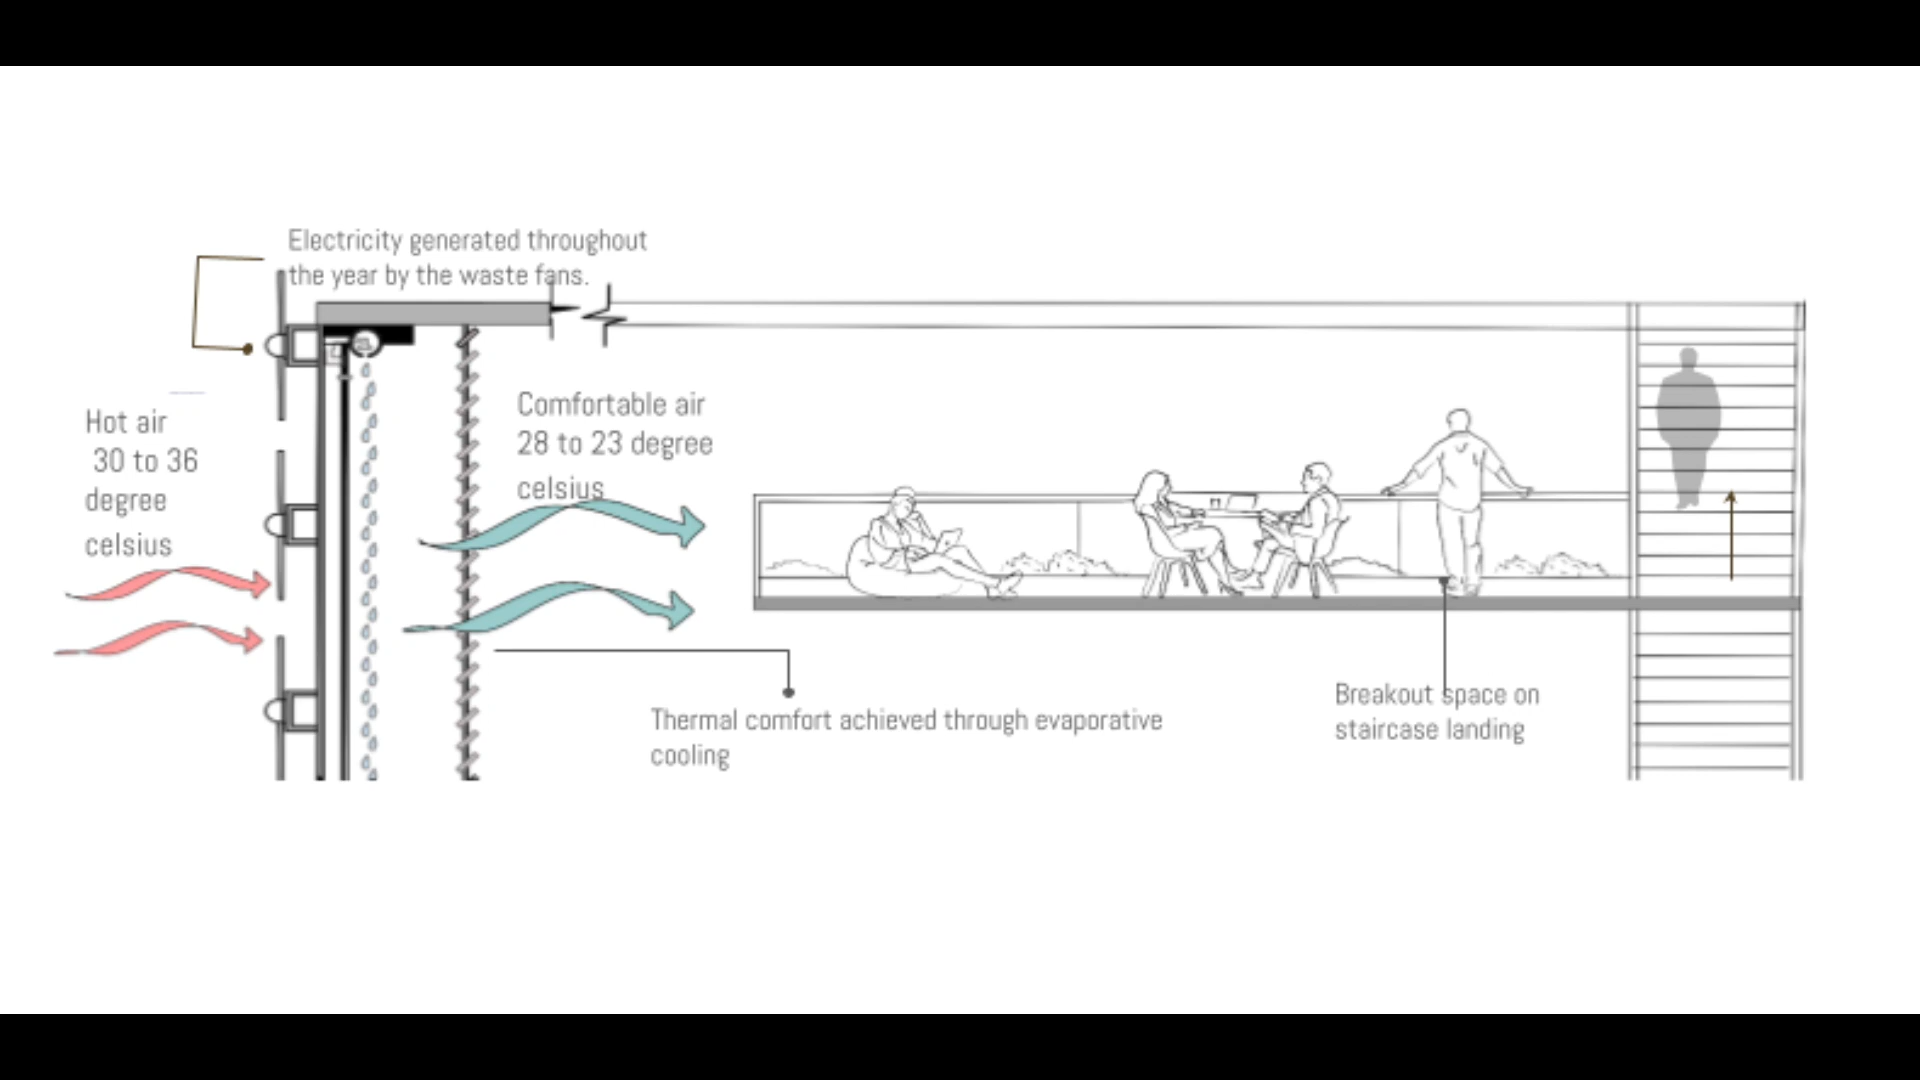 Electricity generated throughout
the year by the waste fans.
Hot air
30 to 36
degree
celsius
Comfortable air
28 to 23 degree
celsius
Thermal comfort achieved through evaporative
cooling
Breakout space on
staircase landing